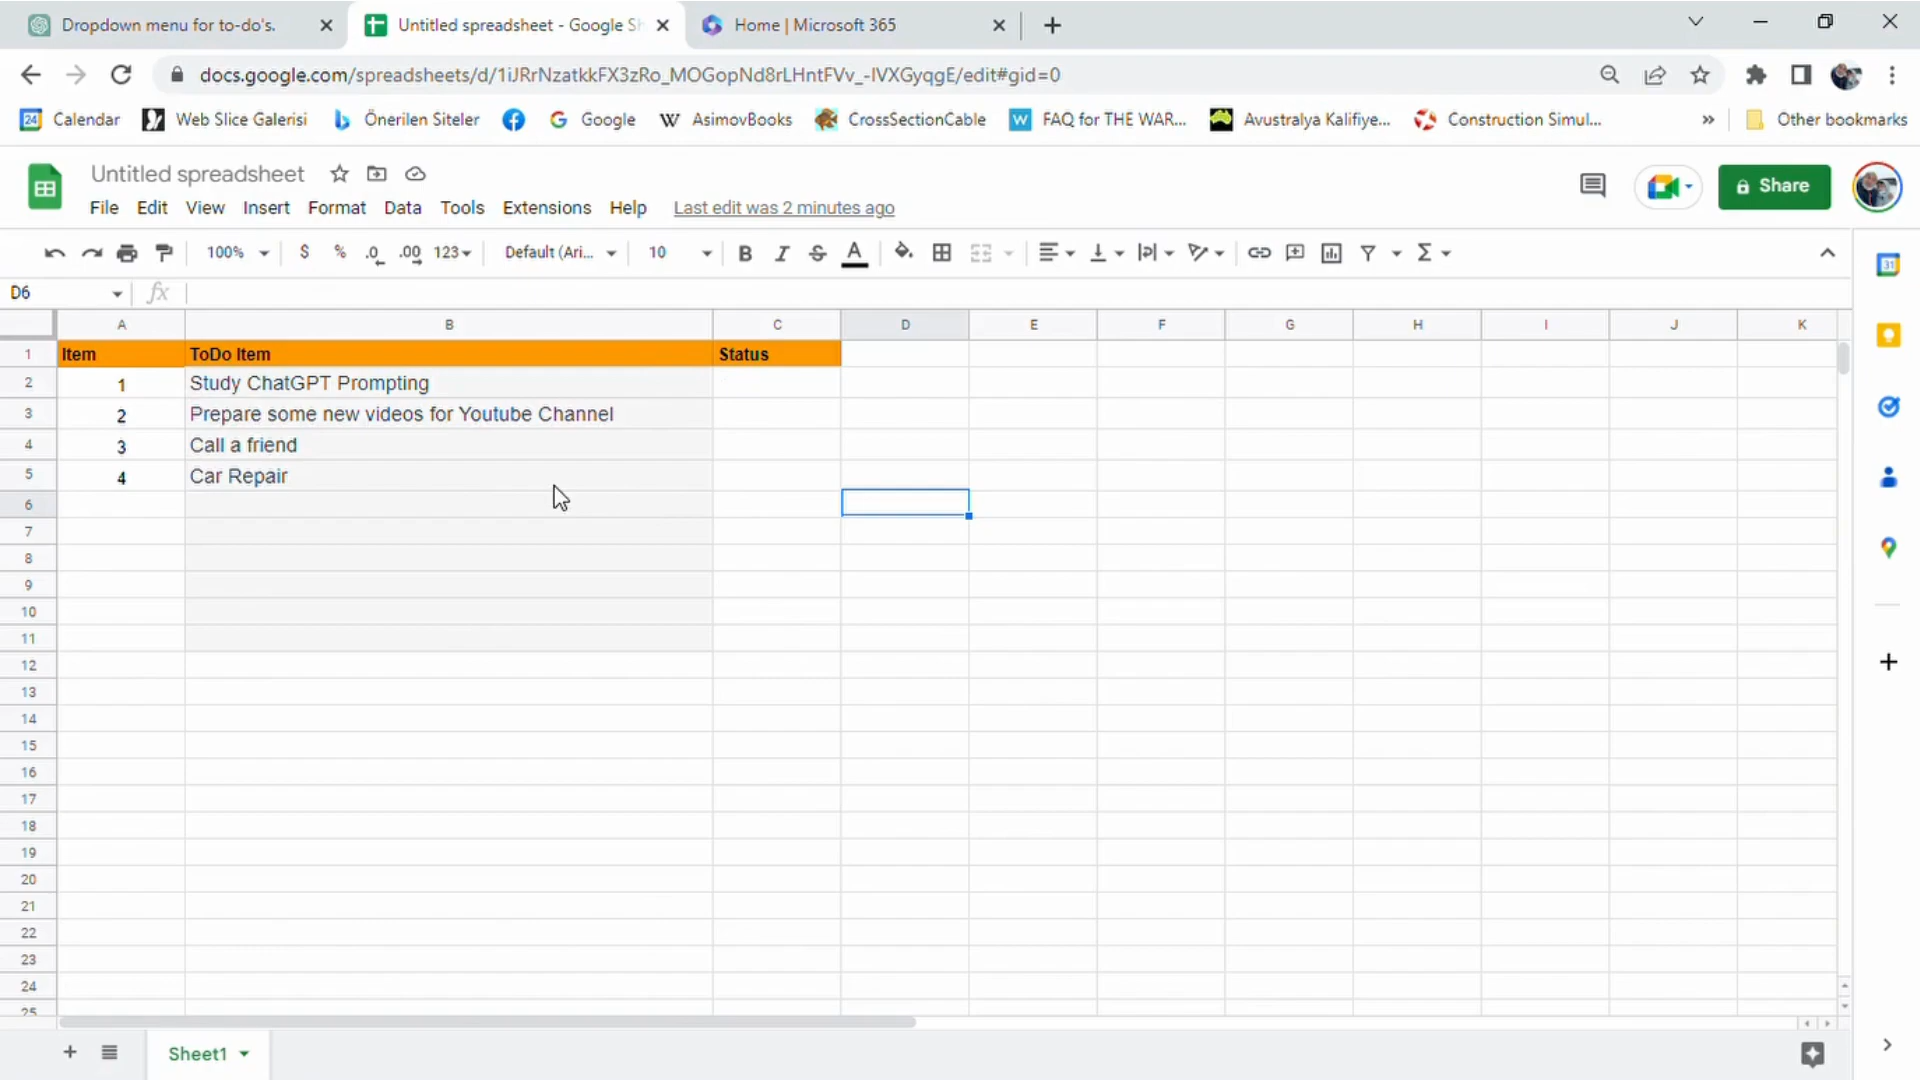 Dropdown menu for to-do's.
Untitled spreadsheet - Google Sh
Home | Microsoft 365
docs.google.com/spreadsheets/d/1iJRrNzatkkFX3zRo_MOGopNd8rLHntFVv_-IVXGyqgE/edit#gid=0
Calendar Web Slice Galerisi Önerilen Siteler Google AsimovBooks CrossSectionCable FAQ for THE WAR... Avustralya Kalifiye... Construction Simul... » Other bookmarks
Untitled spreadsheet
Share
File Edit View Insert Format Data Tools Extensions Help Last edit was 2 minutes ago
100% $ % .0 .00 123 Default (Ari... 10 B I S A Σ
D6 fx
A B C D E F G H I J K
1 Item ToDo Item Status
2 1 Study ChatGPT Prompting
3 2 Prepare some new videos for Youtube Channel
4 3 Call a friend
5 4 Car Repair
6
7
8
9
10
11
12
13
14
15
16
17
18
19
20
21
22
23
24
25
Sheet1